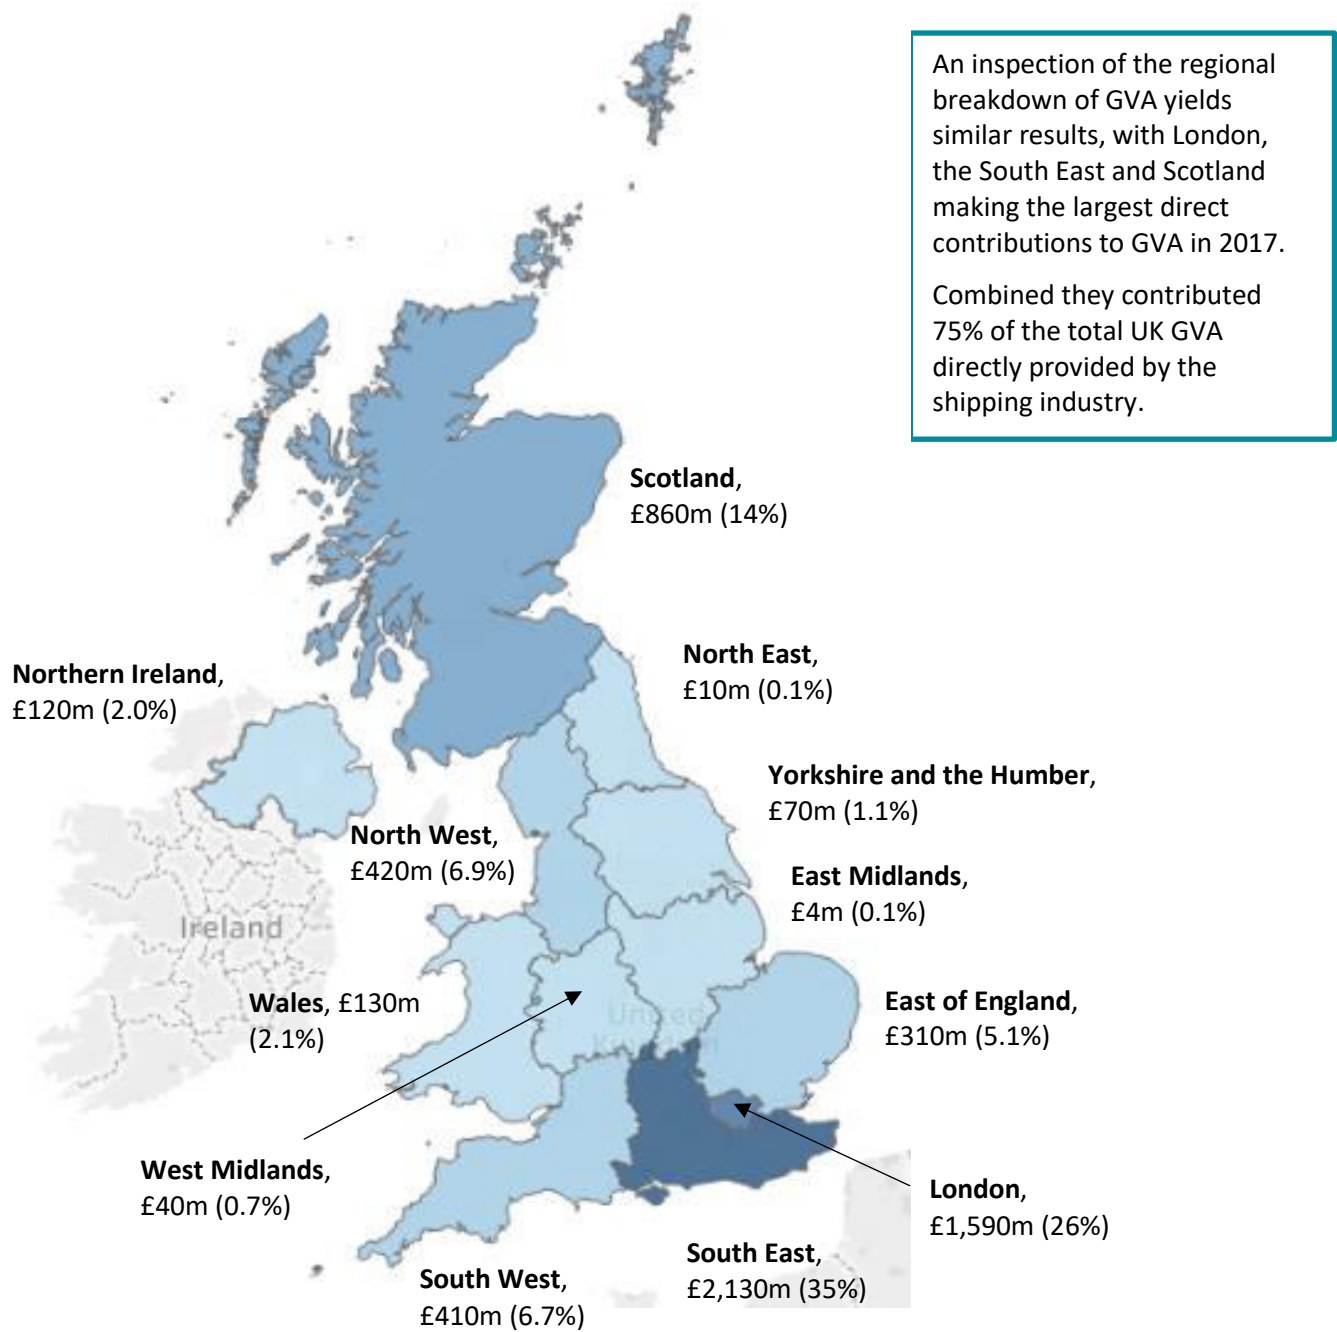 An inspection of the regional
breakdown of GVA yields
similar results, with London,
the South East and Scotland
making the largest direct
contributions to GVA in 2017.
Combined they contributed
75% of the total UK GVA
directly provided by the
shipping industry.
Scotland,
£860m (14%)
North East,
£10m (0.1%)
Northern Ireland,
£120m (2.0%)
Yorkshire and the Humber,
£70m (1.1%)
North West,
£420m (6.9%)
East Midlands,
£4m (0.1%)
Ireland
Wales, £130m
(2.1%)
East of England,
£310m (5.1%)
United
Kingdom
West Midlands,
£40m (0.7%)
London,
£1,590m (26%)
South East,
£2,130m (35%)
South West,
£410m (6.7%)